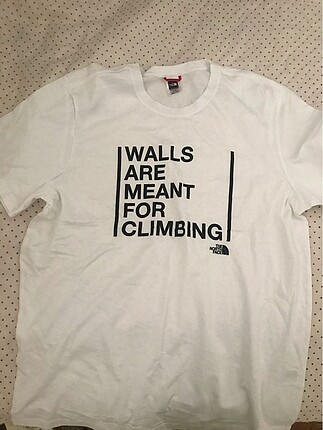 WALLS
ARE
MEANT
FOR
CLIMBING
THE
NORTH
FACE